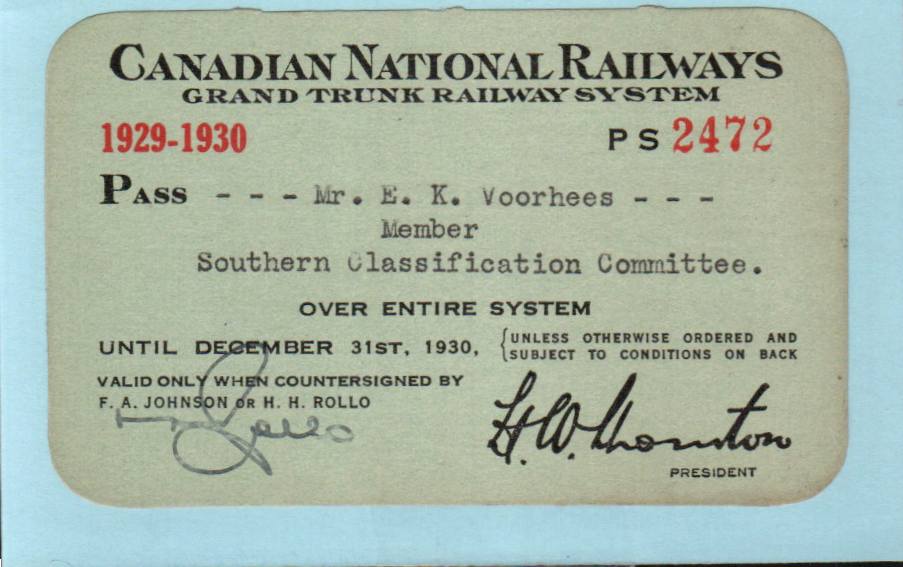 CANADIAN NATIONAL RAILWAYS
GRAND TRUNK RAILWAY SYSTEM
1929-1930 PS 2472
PASS - - - Mr. E. K. Voorhees - - -
Member
Southern Classification Committee.
OVER ENTIRE SYSTEM
UNTIL DECEMBER 31ST, 1930, {UNLESS OTHERWISE ORDERED AND
SUBJECT TO CONDITIONS ON BACK
VALID ONLY WHEN COUNTERSIGNED BY
F. A. JOHNSON OR H. H. ROLLO
H. H. Rollo
H. W. Thornton
PRESIDENT